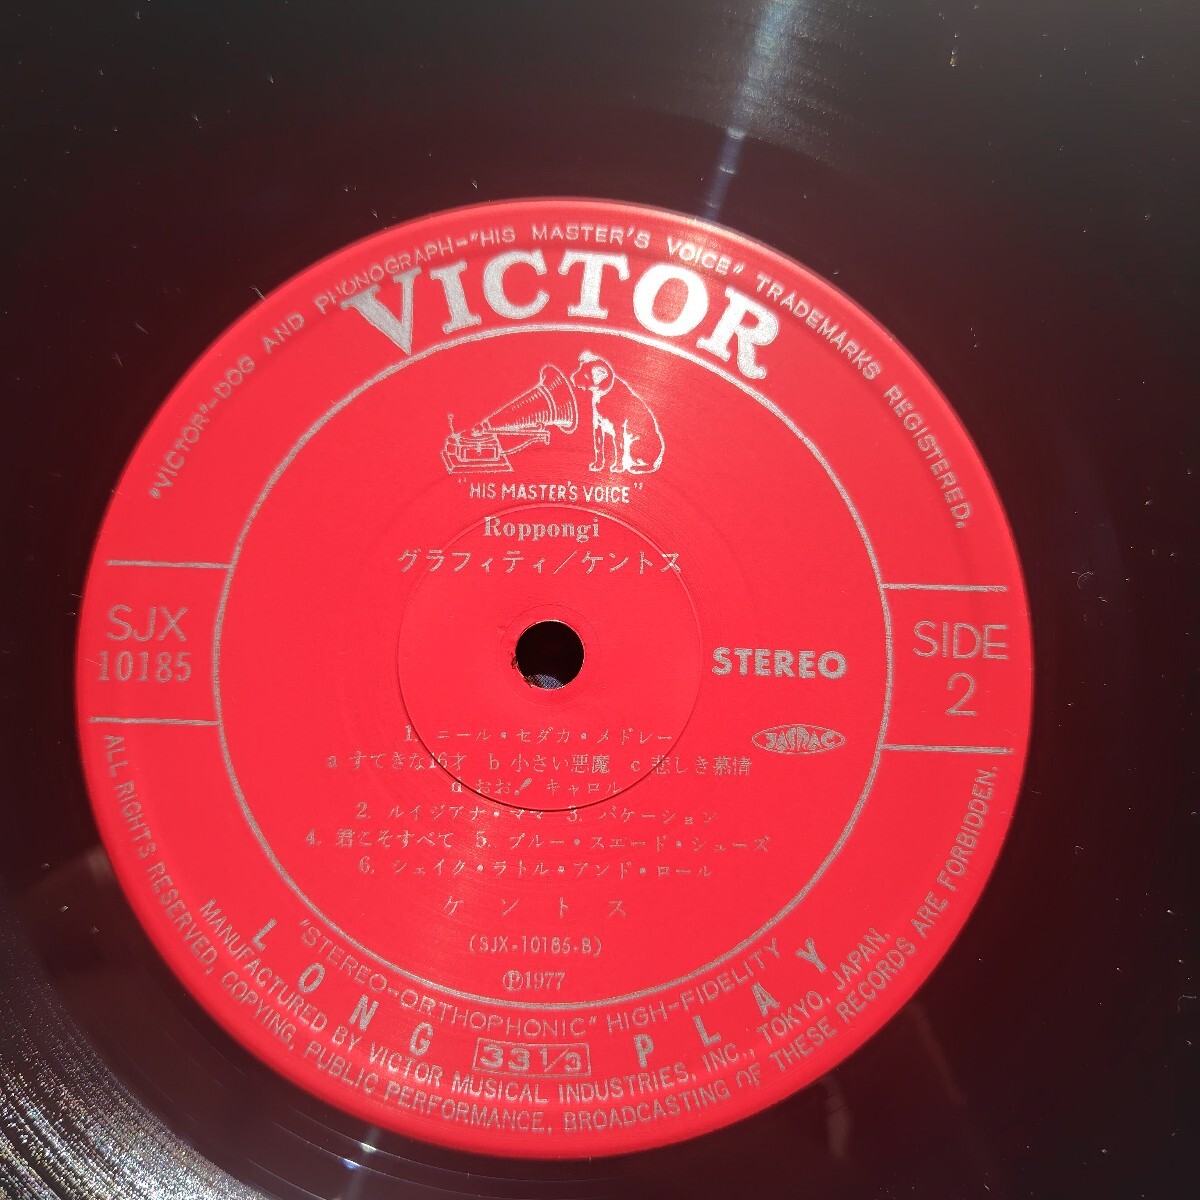 "VICTOR"-DOG AND PHONOGRAPH-"HIS MASTER'S VOICE" TRADEMARKS REGISTERED.
VICTOR
"HIS MASTER'S VOICE"
Roppongi
グラフィティ/ケントス
SJX
10185
STEREO
SIDE
2
JASRAC
1. ニール・セダカ・メドレー
a すてきな16才 b 小さい悪魔 c 悲しき慕情
d おお! キャロル
2. ルイジアナ・ママ 3. バケーション
4. 君こそすべて 5. ブルー・スエード・シューズ
6. シェイク・ラトル・アンド・ロール
ケントス
(SJX-10185-B)
Ⓟ1977
"STEREO-ORTHOPHONIC" HIGH-FIDELITY
LONG 33 1/3 PLAY
MANUFACTURED BY VICTOR MUSICAL INDUSTRIES, INC., TOKYO, JAPAN.
ALL RIGHTS RESERVED, COPYING, PUBLIC PERFORMANCE, BROADCASTING OF THESE RECORDS ARE FORBIDDEN.